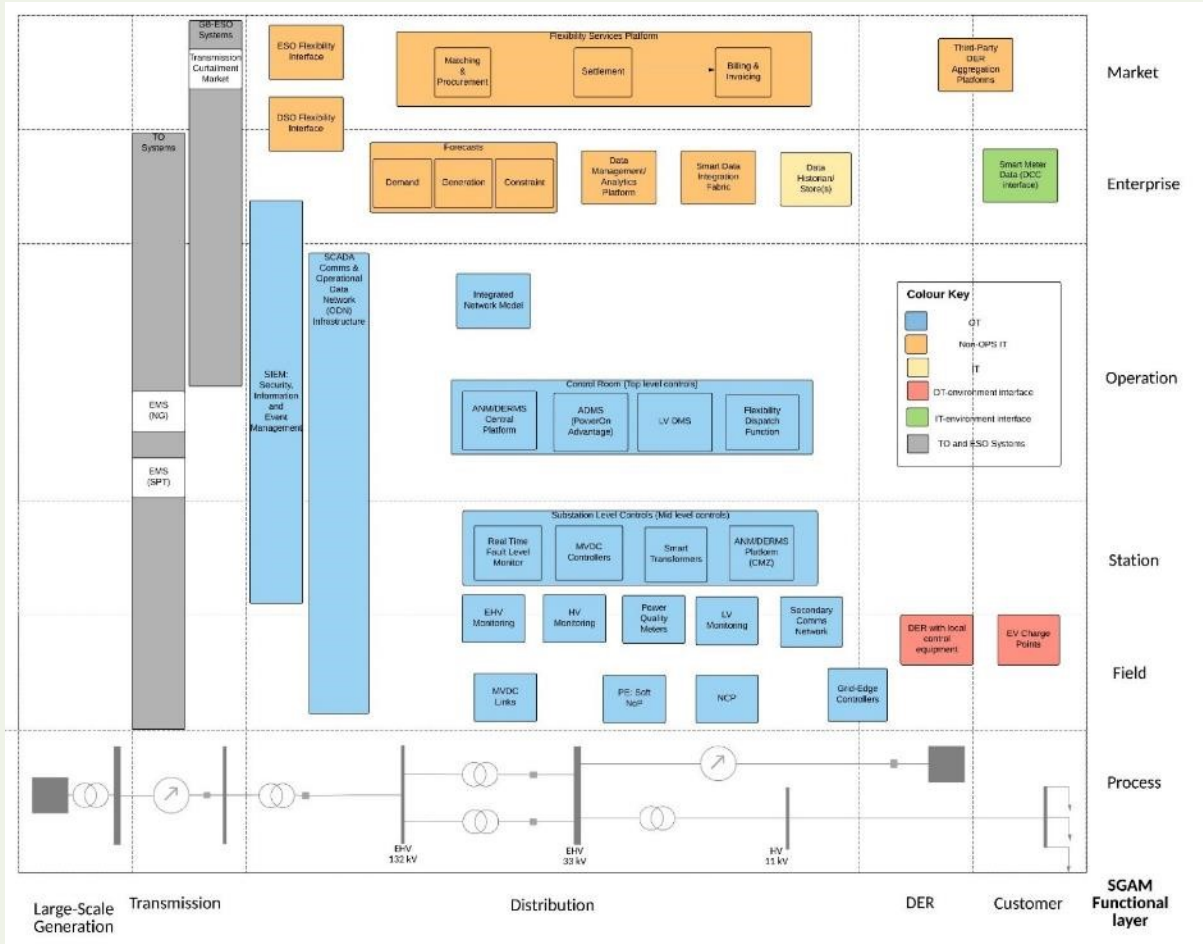 GB-ESO
Systems
Transmission
Curtailment
Market
ESO Flexibility
Interface
DSO Flexibility
Interface
Flexibility Services Platform
Matching
&
Procurement
Settlement
Billing &
Invoicing
Third-Party
DER
Aggregation
Platforms
Market
TO
Systems
Forecasts
Demand
Generation
Constraint
Data
Management/
Analytics
Platform
Smart Data
Integration
Fabric
Data
Historian/
Store(s)
Smart Meter
Data (DCC
interface)
Enterprise
SCADA
Comms &
Operational
Data
Network
(ODN)
Infrastructure
Integrated
Network Model
Colour Key
OT
Non-OPS IT
IT
OT-environment interface
IT-environment interface
TO and ESO Systems
SIEM:
Security,
Information
and
Event
Management
EMS
(NG)
EMS
(SPT)
Control Room (Top level controls)
ANM/DERMS
Central
Platform
ADMS
(PowerOn
Advantage)
LV DMS
Flexibility
Dispatch
Function
Operation
Substation Level Controls (Mid level controls)
Real Time
Fault Level
Monitor
MVDC
Controllers
Smart
Transformers
ANM/DERMS
Platform
(CMZ)
Station
EHV
Monitoring
HV
Monitoring
Power
Quality
Meters
LV
Monitoring
Secondary
Comms
Network
DER with local
control
equipment
EV Charge
Points
MVDC
Links
PE: Soft
NoP
NCP
Grid-Edge
Controllers
Field
Process
EHV
132 kV
EHV
33 kV
HV
11 kV
Large-Scale
Generation
Transmission
Distribution
DER
Customer
SGAM
Functional
layer